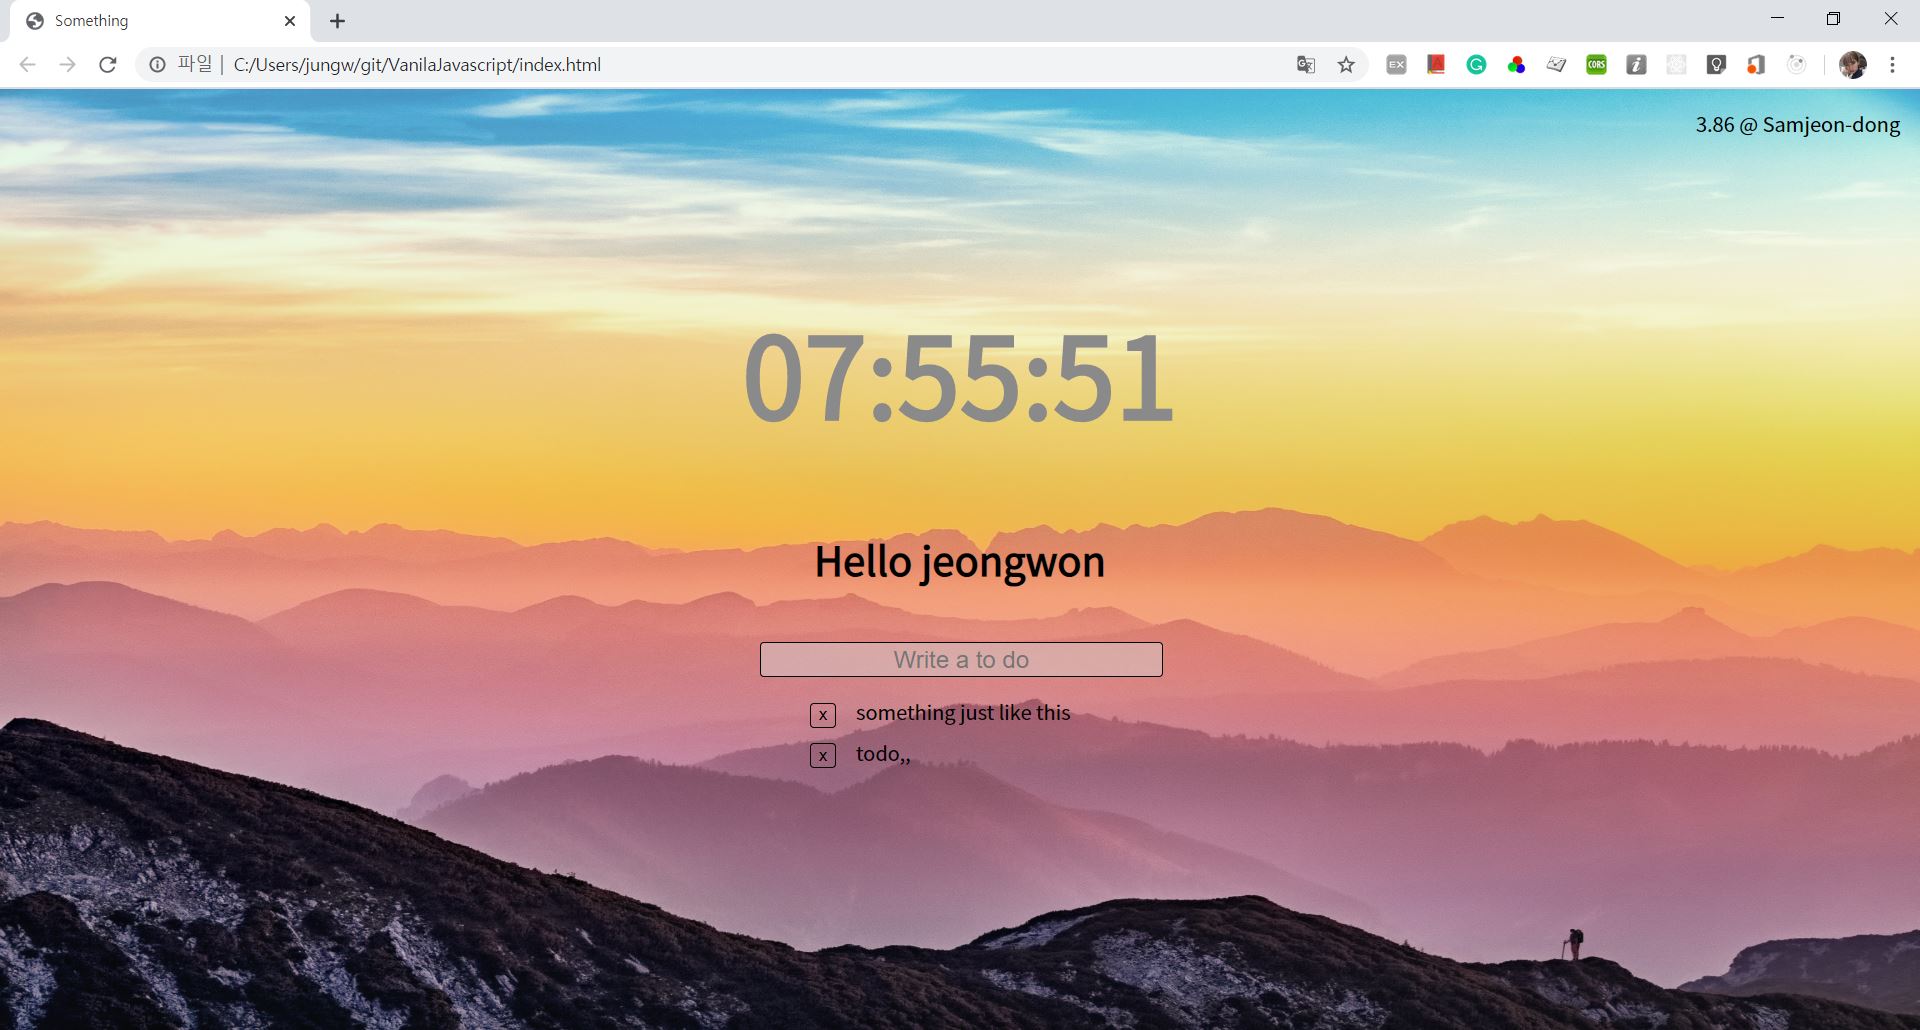 Something
파일 | C:/Users/jungw/git/VanilaJavascript/index.html
EX
CORS
3.86 @ Samjeon-dong
07:55:51
Hello jeongwon
Write a to do
x something just like this
x todo,,